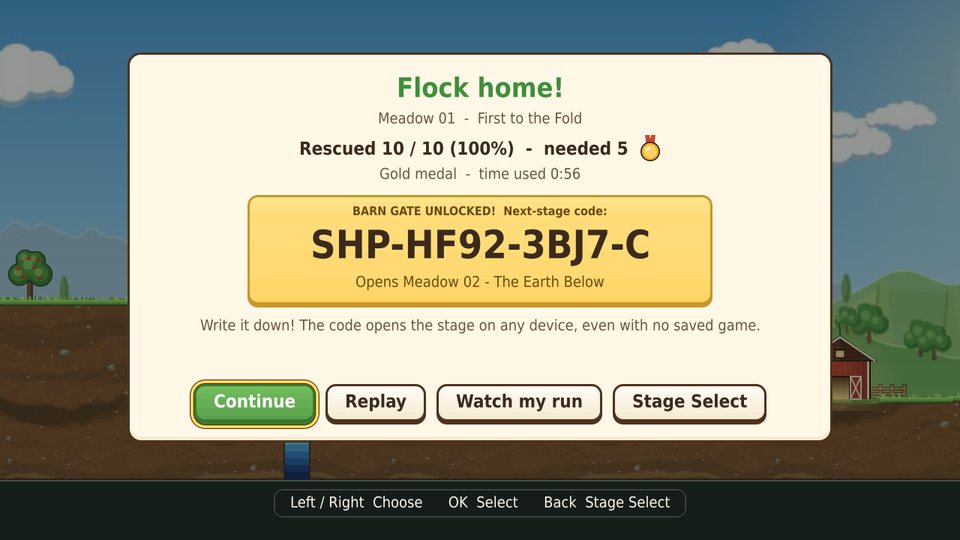 Flock home!
Meadow 01 - First to the Fold
Rescued 10 / 10 (100%) - needed 5
Gold medal - time used 0:56
BARN GATE UNLOCKED! Next-stage code:
SHP-HF92-3BJ7-C
Opens Meadow 02 - The Earth Below
Write it down! The code opens the stage on any device, even with no saved game.
Continue Replay Watch my run Stage Select
Left / Right Choose OK Select Back Stage Select